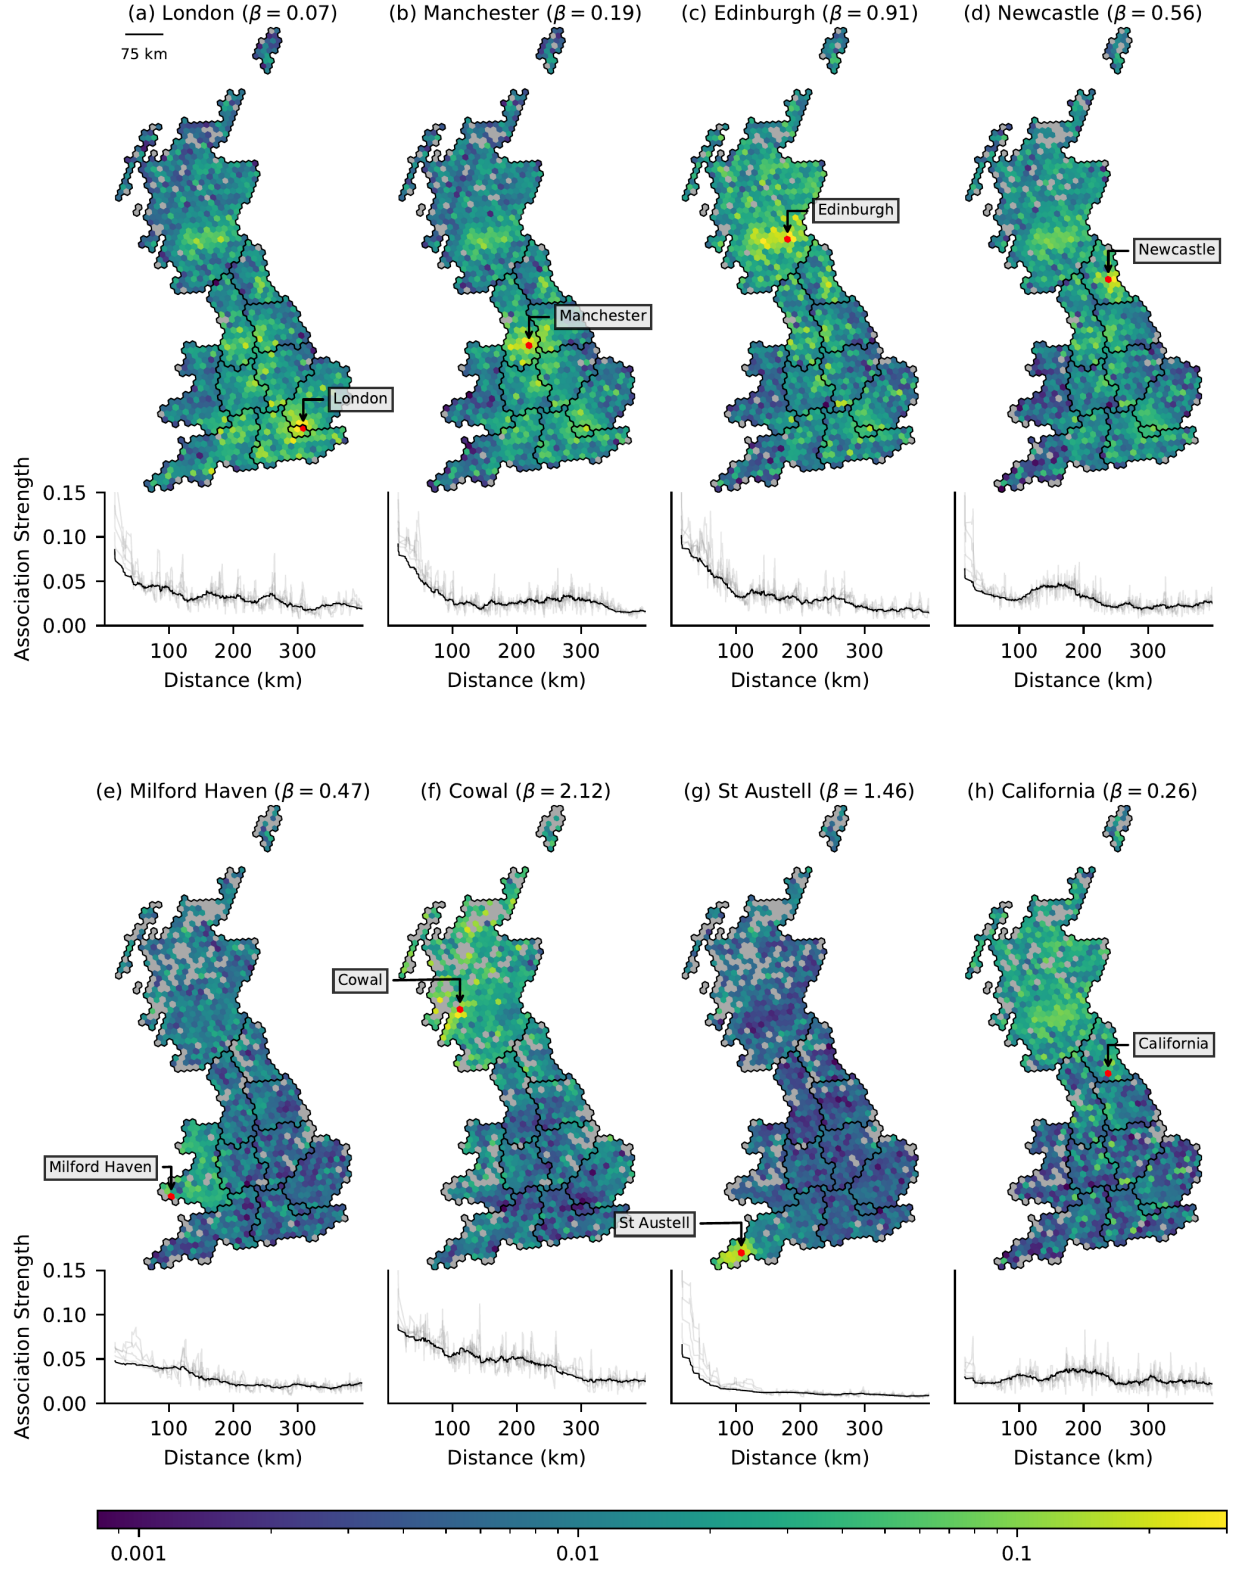 (a) London (β = 0.07)
(b) Manchester (β = 0.19)
(c) Edinburgh (β = 0.91)
(d) Newcastle (β = 0.56)
75 km
Edinburgh
Newcastle
Manchester
London
Association Strength
0.15
0.10
0.05
0.00
100 200 300
100 200 300
100 200 300
100 200 300
Distance (km)
Distance (km)
Distance (km)
Distance (km)
(e) Milford Haven (β = 0.47)
(f) Cowal (β = 2.12)
(g) St Austell (β = 1.46)
(h) California (β = 0.26)
Cowal
California
Milford Haven
St Austell
Association Strength
0.15
0.10
0.05
0.00
100 200 300
100 200 300
100 200 300
100 200 300
Distance (km)
Distance (km)
Distance (km)
Distance (km)
0.001 0.01 0.1